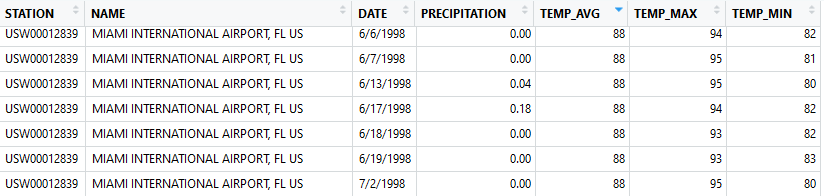 STATION NAME DATE PRECIPITATION TEMP_AVG TEMP_MAX TEMP_MIN
USW00012839 MIAMI INTERNATIONAL AIRPORT, FL US 6/6/1998 0.00 88 94 82
USW00012839 MIAMI INTERNATIONAL AIRPORT, FL US 6/7/1998 0.00 88 95 81
USW00012839 MIAMI INTERNATIONAL AIRPORT, FL US 6/13/1998 0.04 88 95 80
USW00012839 MIAMI INTERNATIONAL AIRPORT, FL US 6/17/1998 0.18 88 94 82
USW00012839 MIAMI INTERNATIONAL AIRPORT, FL US 6/18/1998 0.00 88 93 82
USW00012839 MIAMI INTERNATIONAL AIRPORT, FL US 6/19/1998 0.00 88 93 83
USW00012839 MIAMI INTERNATIONAL AIRPORT, FL US 7/2/1998 0.00 88 95 80